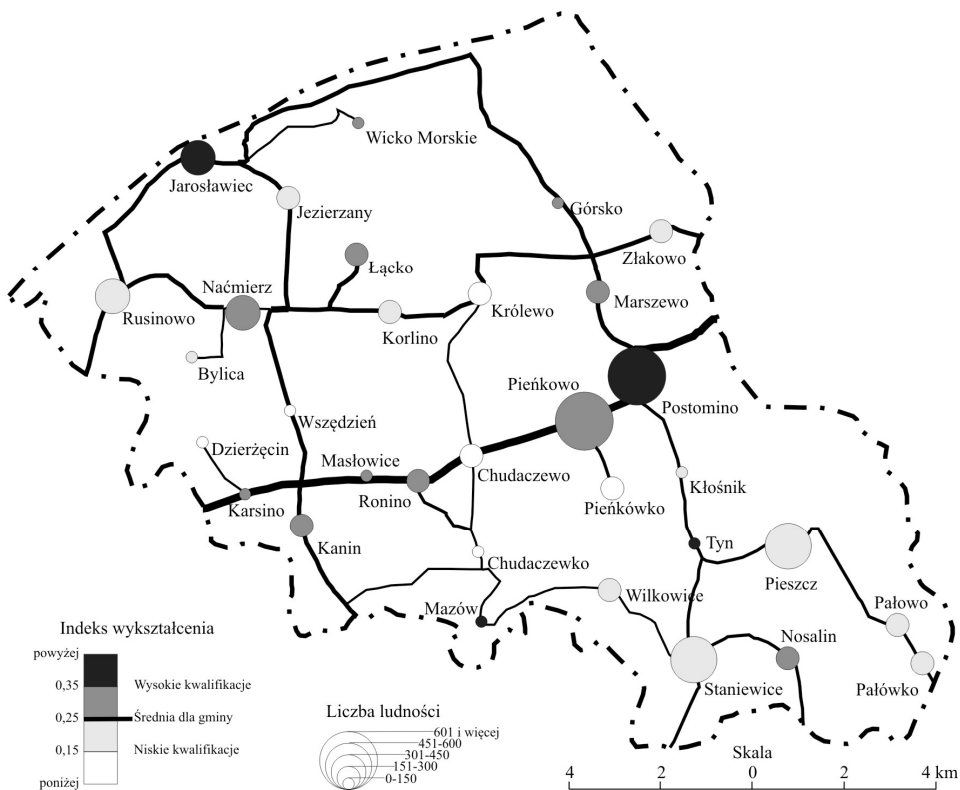 Wicko Morskie
Jarosławiec
Jezierzany
Górsko
Złakowo
Łącko
Naćmierz
Rusinowo
Korlino
Królewo
Marszewo
Bylica
Pieńkowo
Postomino
Wszędzień
Dzierżęcin
Masłowice
Chudaczewo
Kłośnik
Karsino
Ronino
Pieńkówko
Kanin
Tyn
Chudaczewko
Pieszcz
Wilkowice
Mazów
Pałowo
Nosalin
Staniewice
Pałówko
Indeks wykształcenia
powyżej
0,35
Wysokie kwalifikacje
0,25
Średnia dla gminy
0,15
Niskie kwalifikacje
poniżej
Liczba ludności
601 i więcej
451-600
301-450
151-300
0-150
Skala
4 2 0 2 4 km